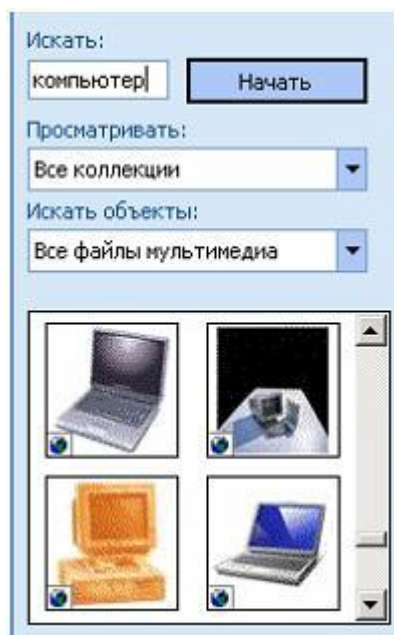 Искать:
компьютер
Начать
Просматривать:
Все коллекции
Искать объекты:
Все файлы мультимедиа